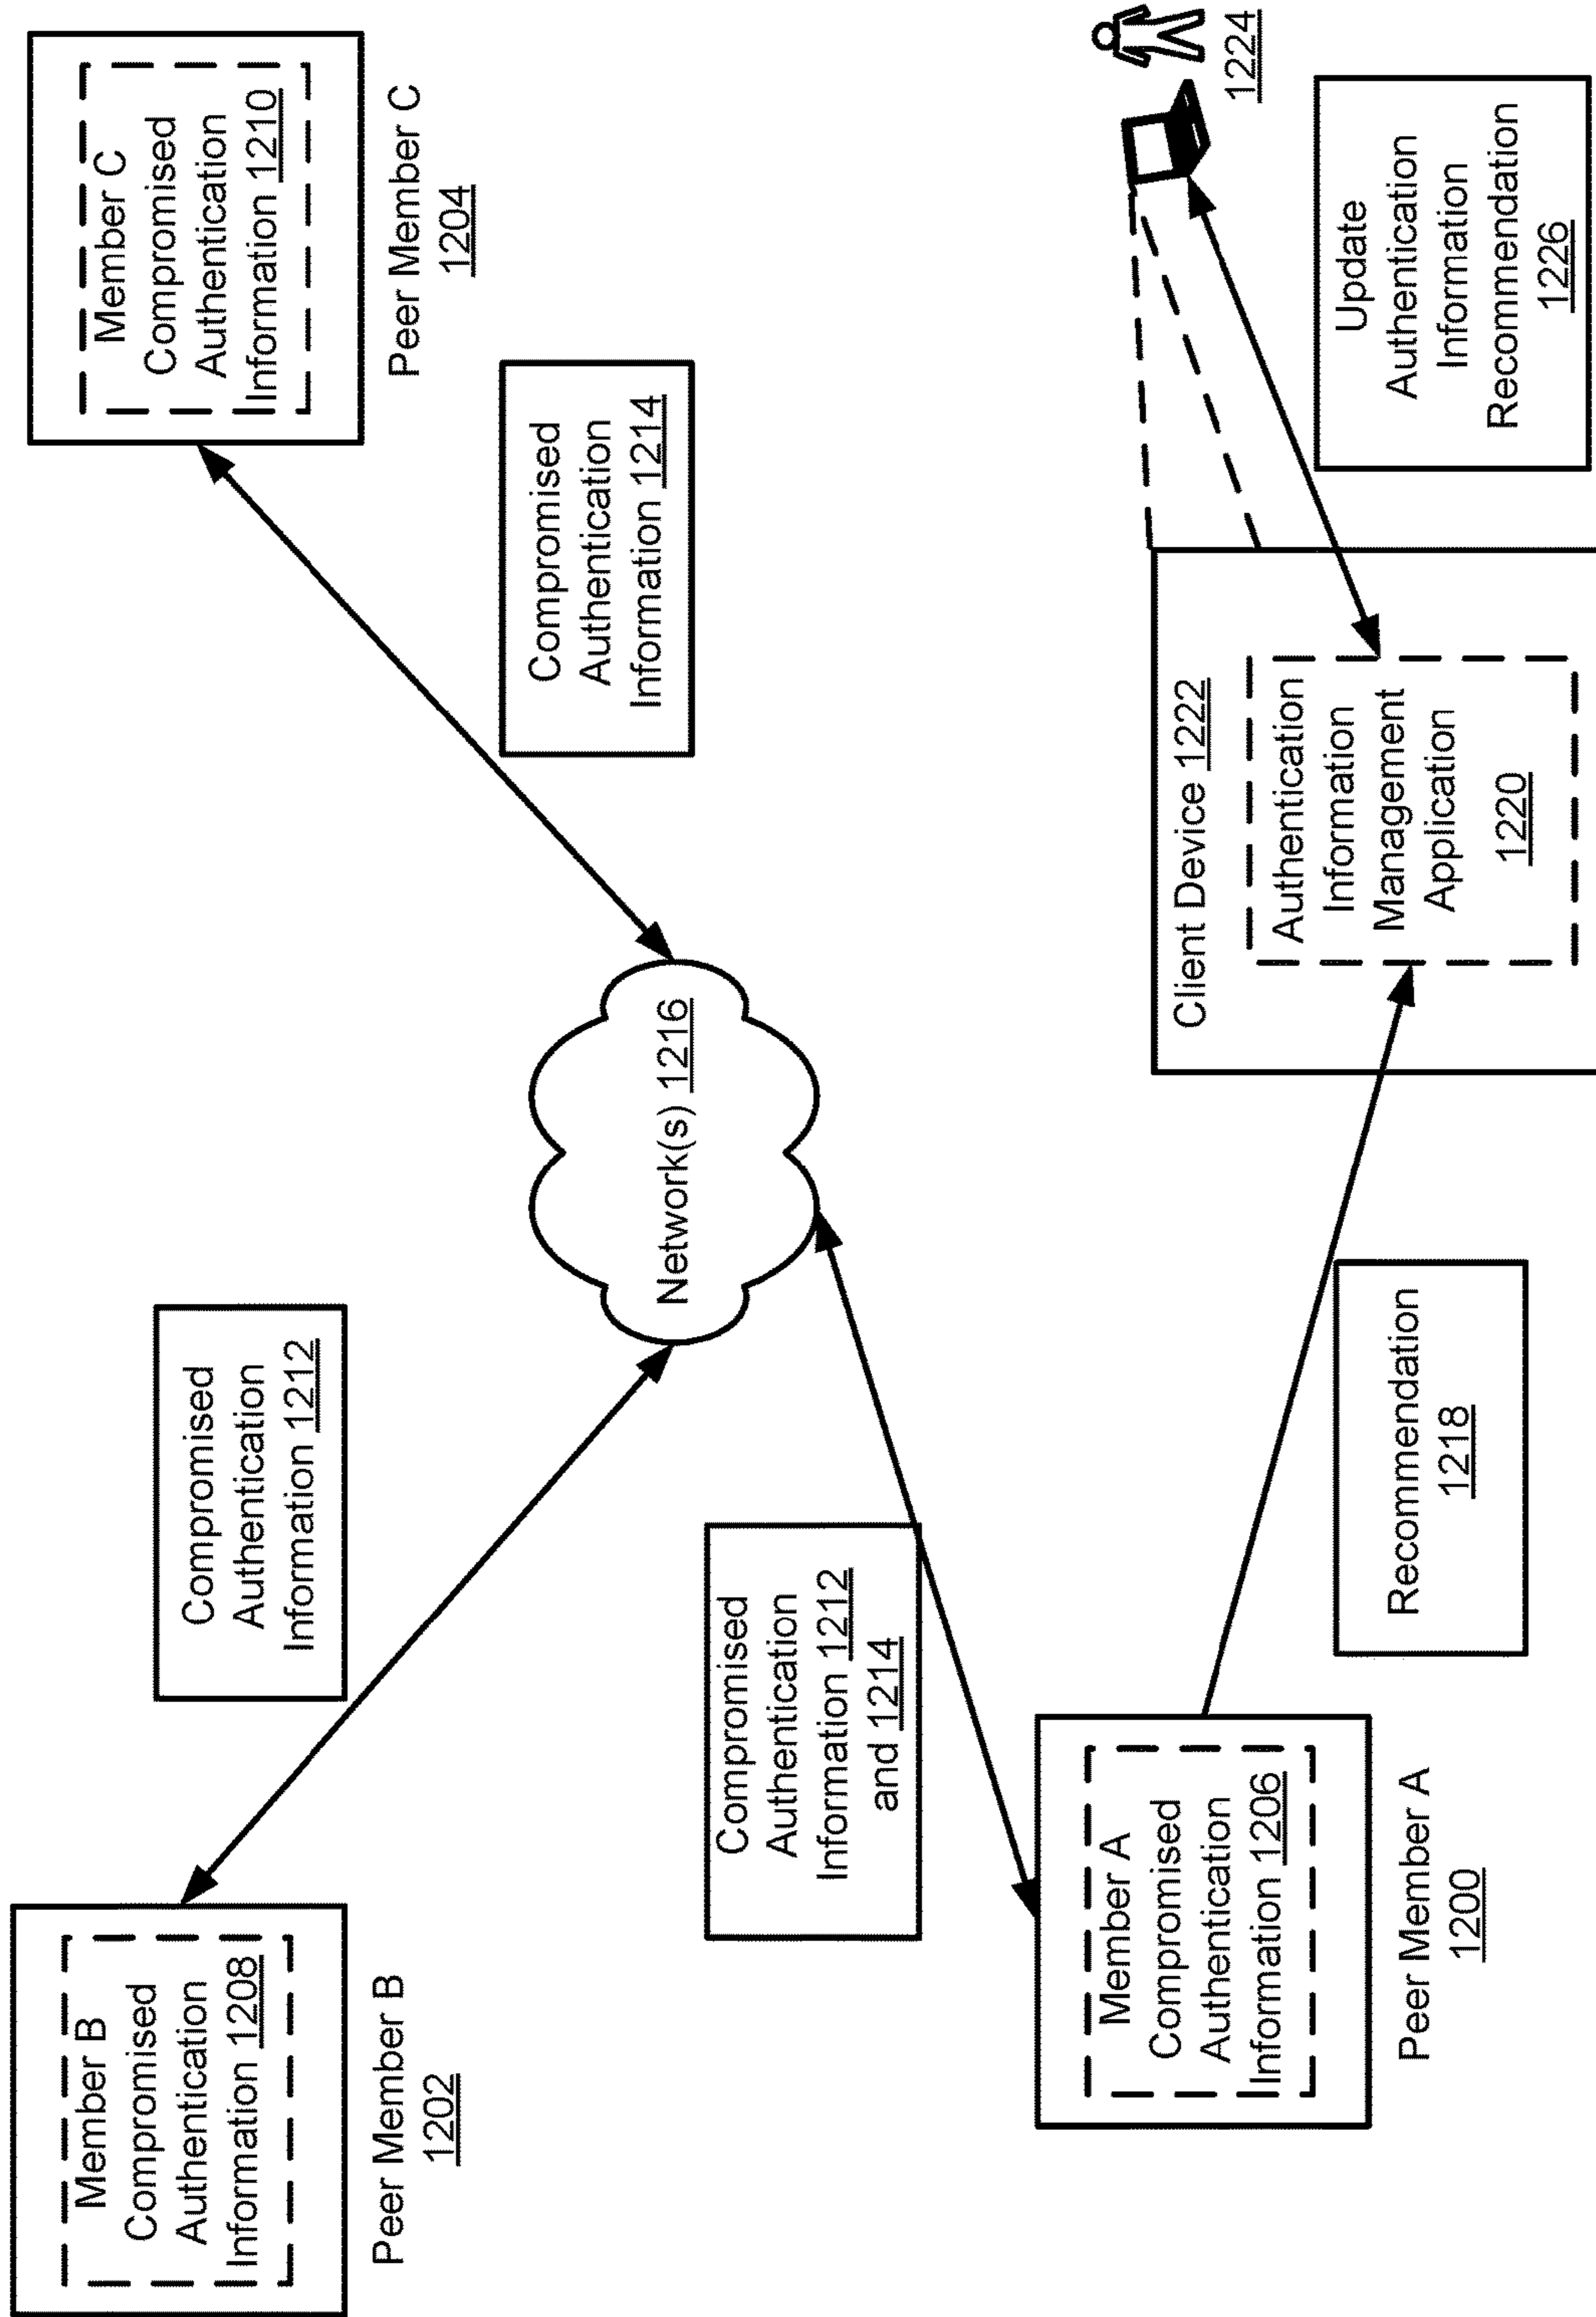 Member B
Compromised
Authentication
Information 1208
Peer Member B
1202
Compromised
Authentication
Information 1212
Member C
Compromised
Authentication
Information 1210
Peer Member C
1204
Compromised
Authentication
Information 1214
Network(s) 1216
Compromised
Authentication
Information 1212
and 1214
Member A
Compromised
Authentication
Information 1206
Peer Member A
1200
Recommendation
1218
Client Device 1222
Authentication
Information
Management
Application
1220
1224
Update
Authentication
Information
Recommendation
1226